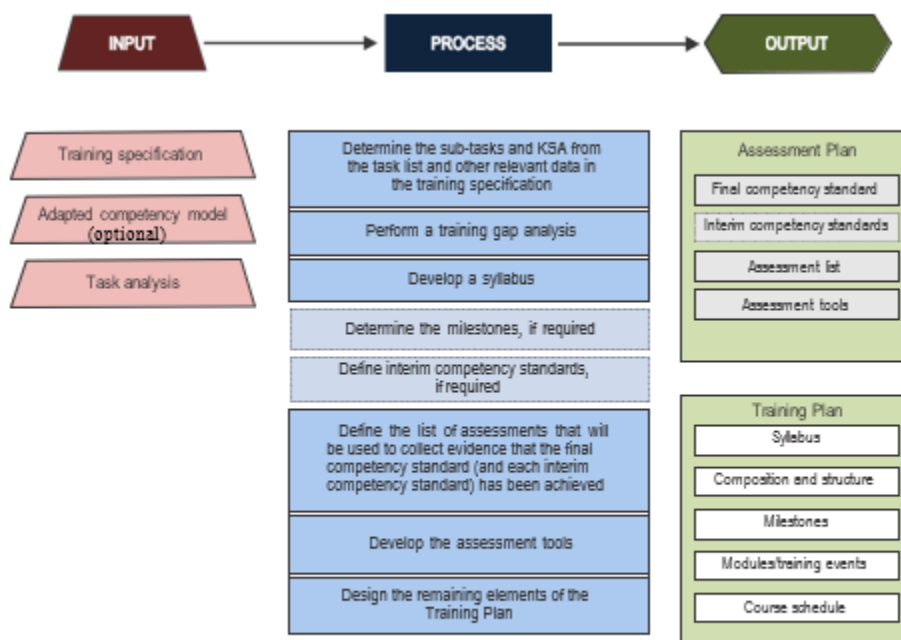 INPUT
PROCESS
OUTPUT
Training specification
Adapted competency model
(optional)
Task analysis
Determine the sub-tasks and KSA from
the task list and other relevant data in
the training specification
Perform a training gap analysis
Develop a syllabus
Determine the milestones, if required
Define interim competency standards,
if required
Define the list of assessments that will
be used to collect evidence that the final
competency standard (and each interim
competency standard) has been achieved
Develop the assessment tools
Design the remaining elements of the
Training Plan
Assessment Plan
Final competency standard
Interim competency standards
Assessment list
Assessment tools
Training Plan
Syllabus
Composition and structure
Milestones
Modules/training events
Course schedule